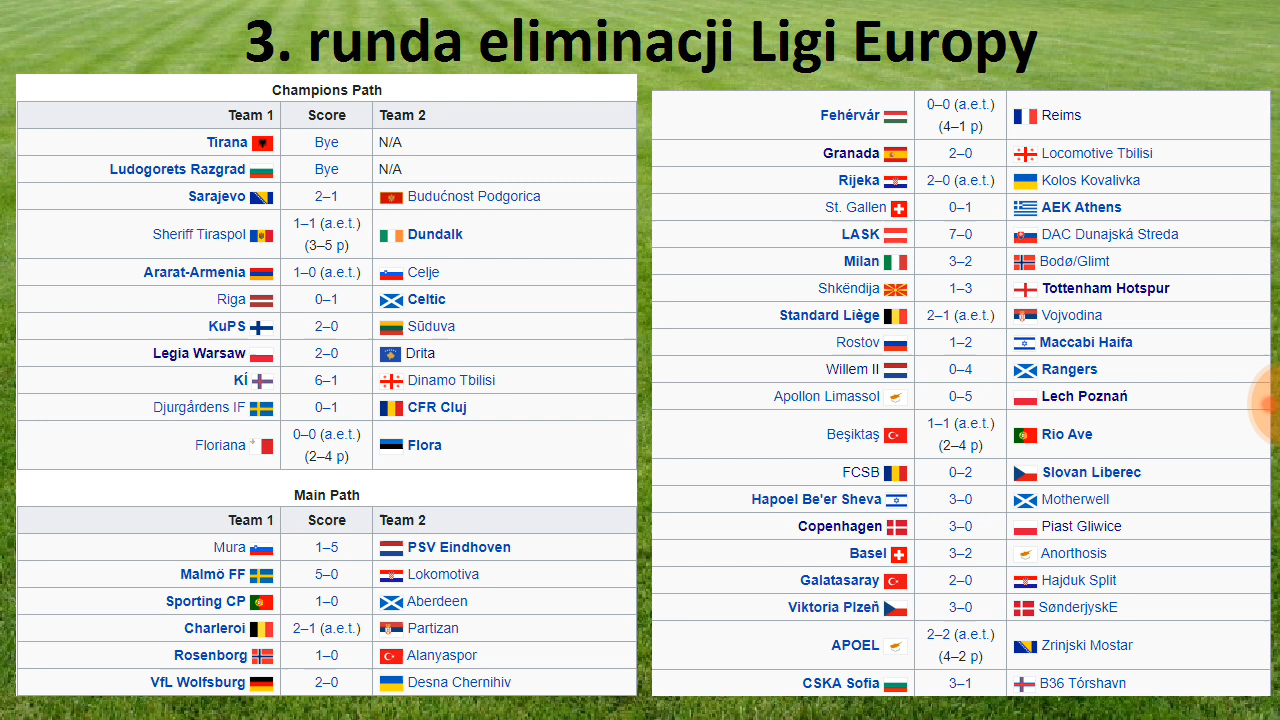 3. runda eliminacji Ligi Europy
Champions Path
Team 1 Score Team 2
Tirana Bye N/A
Ludogorets Razgrad Bye N/A
Sarajevo 2–1 Budućnost Podgorica
Sheriff Tiraspol 1–1 (a.e.t.) Dundalk
(3–5 p)
Ararat-Armenia 1–0 (a.e.t.) Celje
Riga 0–1 Celtic
KuPS 2–0 Sūduva
Legia Warsaw 2–0 Drita
KÍ 6–1 Dinamo Tbilisi
Djurgårdens IF 0–1 CFR Cluj
Floriana 0–0 (a.e.t.) Flora
(2–4 p)
Main Path
Team 1 Score Team 2
Mura 1–5 PSV Eindhoven
Malmö FF 5–0 Lokomotiva
Sporting CP 1–0 Aberdeen
Charleroi 2–1 (a.e.t.) Partizan
Rosenborg 1–0 Alanyaspor
VfL Wolfsburg 2–0 Desna Chernihiv
Fehérvár 0–0 (a.e.t.) Reims
(4–1 p)
Granada 2–0 Locomotive Tbilisi
Rijeka 2–0 (a.e.t.) Kolos Kovalivka
St. Gallen 0–1 AEK Athens
LASK 7–0 DAC Dunajská Streda
Milan 3–2 Bodø/Glimt
Shkëndija 1–3 Tottenham Hotspur
Standard Liège 2–1 (a.e.t.) Vojvodina
Rostov 1–2 Maccabi Haifa
Willem II 0–4 Rangers
Apollon Limassol 0–5 Lech Poznań
Beşiktaş 1–1 (a.e.t.) Rio Ave
(2–4 p)
FCSB 0–2 Slovan Liberec
Hapoel Be'er Sheva 3–0 Motherwell
Copenhagen 3–0 Piast Gliwice
Basel 3–2 Anorthosis
Galatasaray 2–0 Hajduk Split
Viktoria Plzeň 3–0 SønderjyskE
APOEL 2–2 (a.e.t.) Zrinjski Mostar
(4–2 p)
CSKA Sofia 3–1 B36 Tórshavn